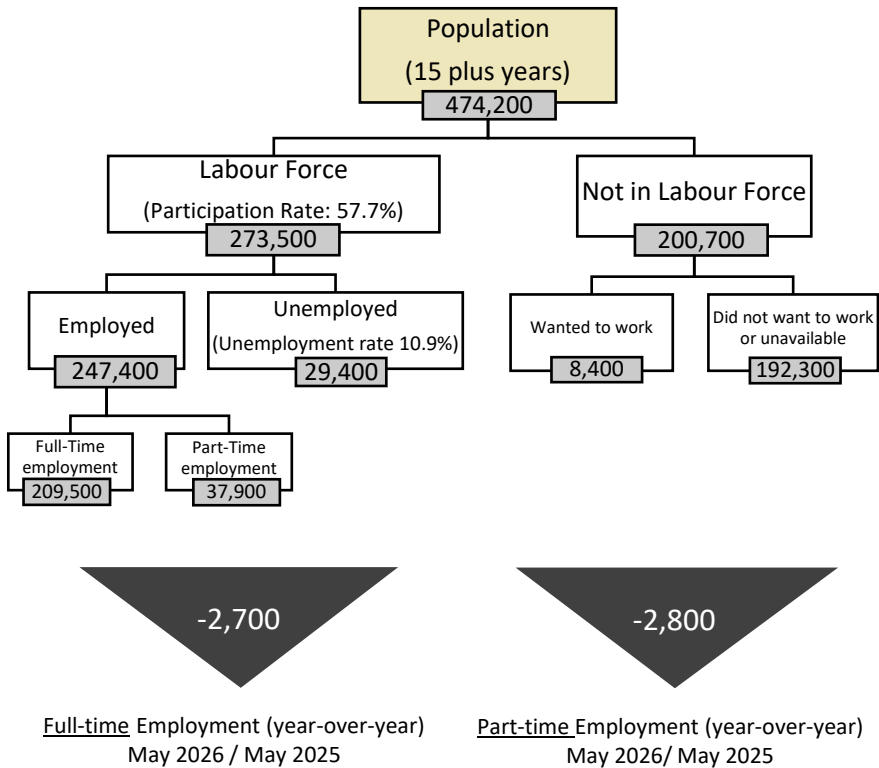 Population
(15 plus years)
474,200
Labour Force
(Participation Rate: 57.7%)
273,500
Not in Labour Force
200,700
Employed
247,400
Unemployed
(Unemployment rate 10.9%)
29,400
Wanted to work
8,400
Did not want to work
or unavailable
192,300
Full-Time
employment
209,500
Part-Time
employment
37,900
-2,700
-2,800
Full-time Employment (year-over-year)
May 2026 / May 2025
Part-time Employment (year-over-year)
May 2026/ May 2025